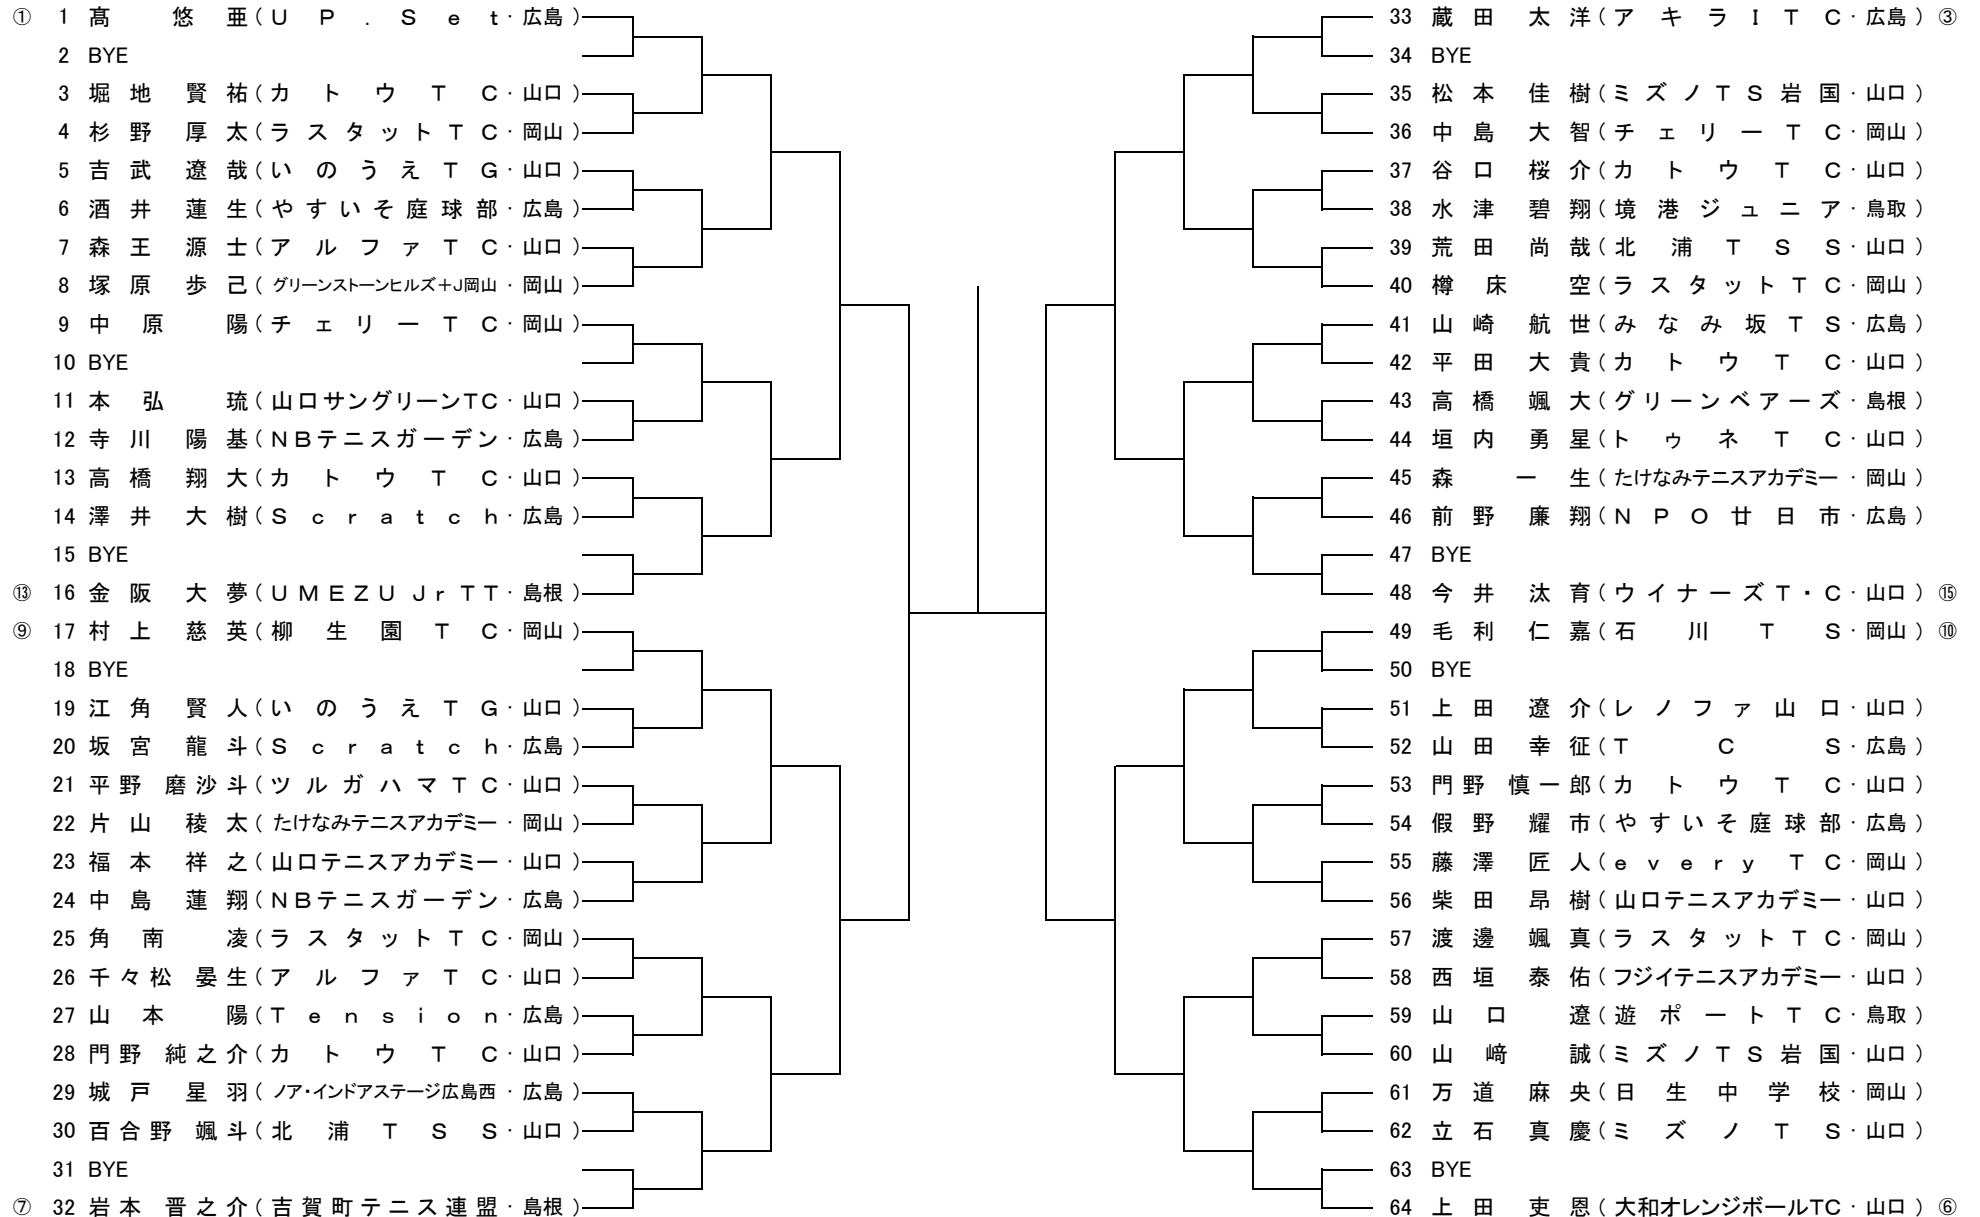 ① 1 髙 悠 亜 (UP.Set・広島)
2 BYE
3 堀地 賢祐 (カトウTC・山口)
4 杉野 厚太 (ラスタットTC・岡山)
5 吉武 遼哉 (いのうえTG・山口)
6 酒井 蓮生 (やすいそ庭球部・広島)
7 森王 源士 (アルファTC・山口)
8 塚原 歩己 (グリーンストーンヒルズ+J岡山・岡山)
9 中原 陽 (チェリーTC・岡山)
10 BYE
11 本弘 琉 (山口サングリーンTC・山口)
12 寺川 陽基 (NBテニスガーデン・広島)
13 高橋 翔大 (カトウTC・山口)
14 澤井 大樹 (Scratch・広島)
15 BYE
⑬ 16 金阪 大夢 (UMEZU JrTT・島根)
⑨ 17 村上 慈英 (柳生園TC・岡山)
18 BYE
19 江角 賢人 (いのうえTG・山口)
20 坂宮 龍斗 (Scratch・広島)
21 平野 磨沙斗 (ツルガハマTC・山口)
22 片山 稜太 (たけなみテニスアカデミー・岡山)
23 福本 祥之 (山口テニスアカデミー・山口)
24 中島 蓮翔 (NBテニスガーデン・広島)
25 角南 凌 (ラスタットTC・岡山)
26 千々松 晏生 (アルファTC・山口)
27 山本 陽 (Tension・広島)
28 門野 純之介 (カトウTC・山口)
29 城戸 星羽 (ノア・インドアステージ広島西・広島)
30 百合野 颯斗 (北浦TSS・山口)
31 BYE
⑦ 32 岩本 晋之介 (吉賀町テニス連盟・島根)
33 蔵田 太洋 (アキラITC・広島) ③
34 BYE
35 松本 佳樹 (ミズノTS岩国・山口)
36 中島 大智 (チェリーTC・岡山)
37 谷口 桜介 (カトウTC・山口)
38 水津 碧翔 (境港ジュニア・鳥取)
39 荒田 尚哉 (北浦TSS・山口)
40 樽床 空 (ラスタットTC・岡山)
41 山崎 航世 (みなみ坂TS・広島)
42 平田 大貴 (カトウTC・山口)
43 高橋 颯大 (グリーンベアーズ・島根)
44 垣内 勇星 (トゥネTC・山口)
45 森 一生 (たけなみテニスアカデミー・岡山)
46 前野 廉翔 (NPO廿日市・広島)
47 BYE
48 今井 汰育 (ウイナーズT・C・山口) ⑮
49 毛利 仁嘉 (石川TS・岡山) ⑩
50 BYE
51 上田 遼介 (レノファ山口・山口)
52 山田 幸征 (TCS・広島)
53 門野 慎一郎 (カトウTC・山口)
54 假野 耀市 (やすいそ庭球部・広島)
55 藤澤 匠人 (every TC・岡山)
56 柴田 昂樹 (山口テニスアカデミー・山口)
57 渡邊 颯真 (ラスタットTC・岡山)
58 西垣 泰佑 (フジイテニスアカデミー・山口)
59 山口 遼 (遊ポートTC・鳥取)
60 山﨑 誠 (ミズノTS岩国・山口)
61 万道 麻央 (日生中学校・岡山)
62 立石 真慶 (ミズノTS・山口)
63 BYE
64 上田 吏恩 (大和オレンジボールTC・山口) ⑥